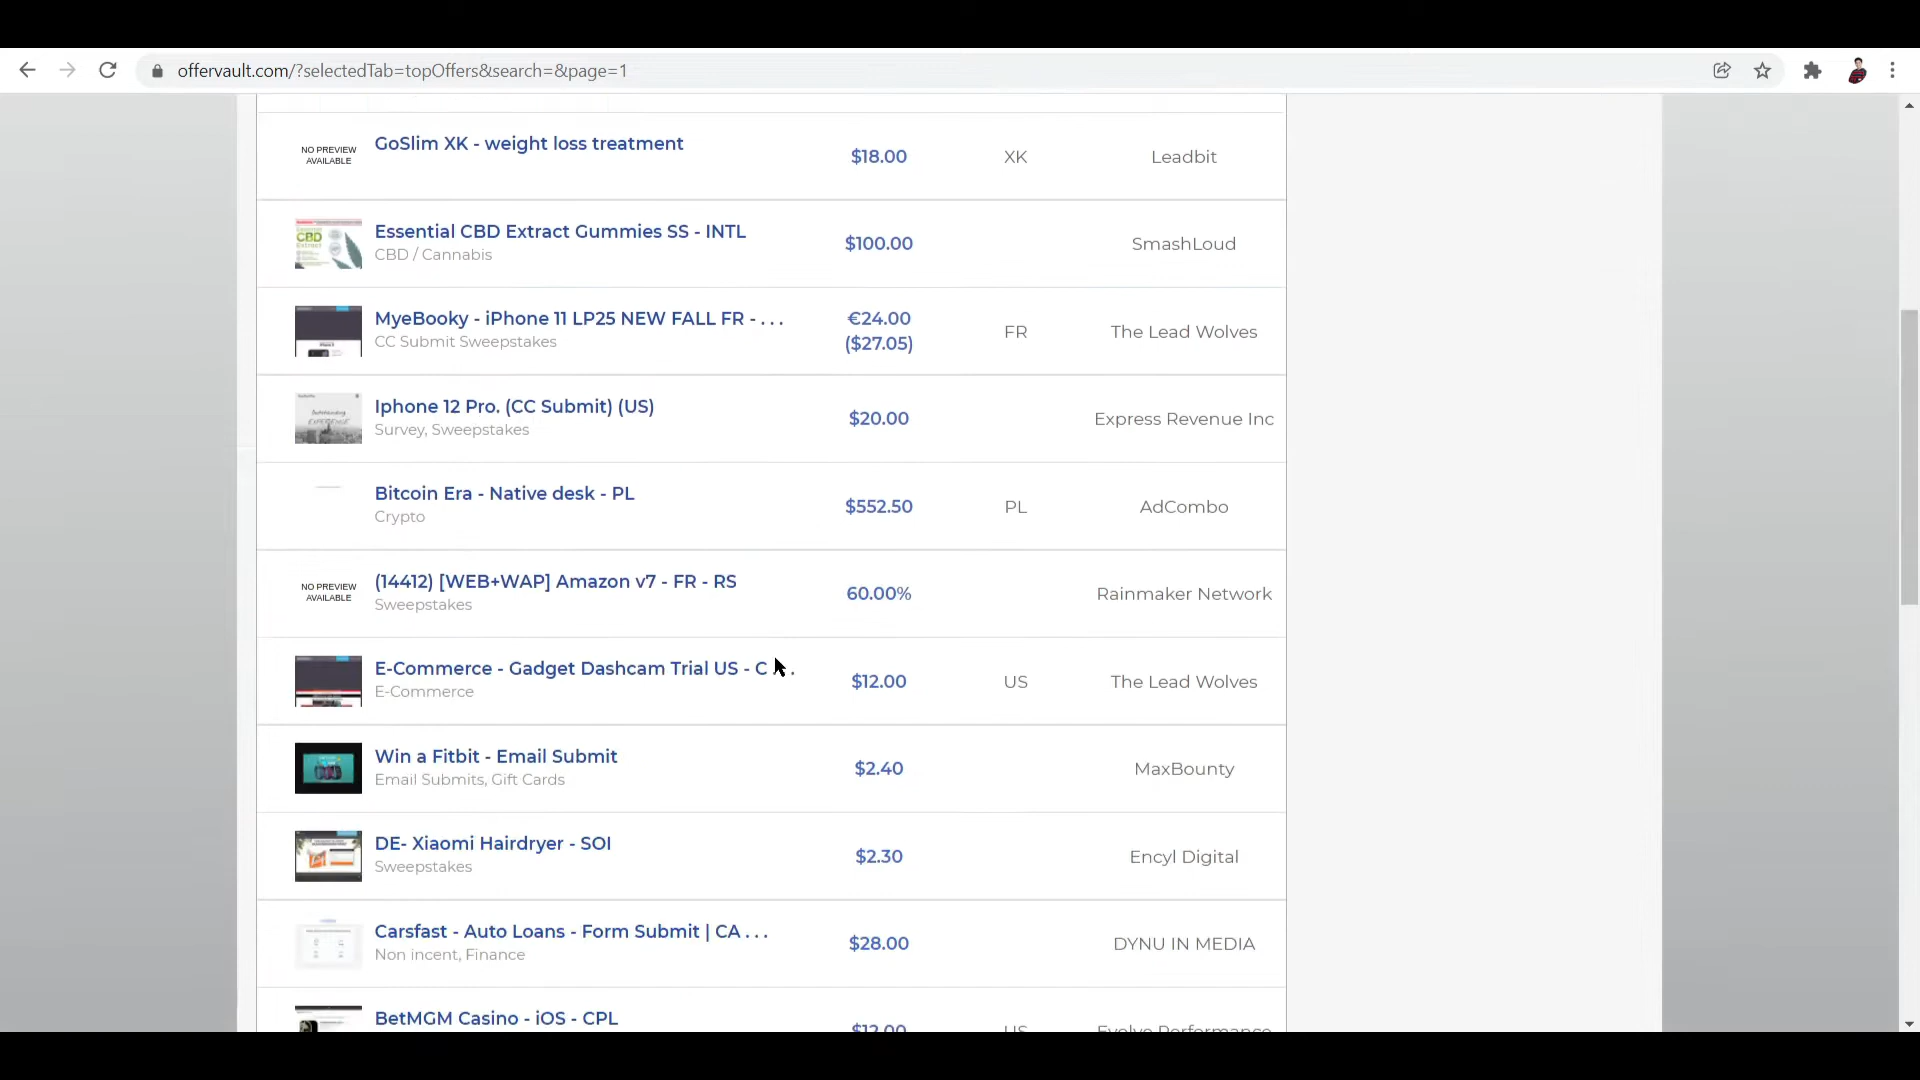 offervault.com/?selectedTab=topOffers&search=&page=1
NO PREVIEW
AVAILABLE
GoSlim XK - weight loss treatment
$18.00
XK
Leadbit
CBD
Essential CBD Extract Gummies SS - INTL
CBD / Cannabis
$100.00
SmashLoud
MyeBooky - iPhone 11 LP25 NEW FALL FR - . . .
CC Submit Sweepstakes
€24.00
($27.05)
FR
The Lead Wolves
Iphone 12 Pro. (CC Submit) (US)
Survey, Sweepstakes
$20.00
Express Revenue Inc
Bitcoin Era - Native desk - PL
Crypto
$552.50
PL
AdCombo
NO PREVIEW
AVAILABLE
(14412) [WEB+WAP] Amazon v7 - FR - RS
Sweepstakes
60.00%
Rainmaker Network
E-Commerce - Gadget Dashcam Trial US - C . . .
E-Commerce
$12.00
US
The Lead Wolves
Win a Fitbit - Email Submit
Email Submits, Gift Cards
$2.40
MaxBounty
DE- Xiaomi Hairdryer - SOI
Sweepstakes
$2.30
Encyl Digital
Carsfast - Auto Loans - Form Submit | CA . . .
Non incent, Finance
$28.00
DYNU IN MEDIA
BetMGM Casino - iOS - CPL
$12.00
US
Evolve Performance